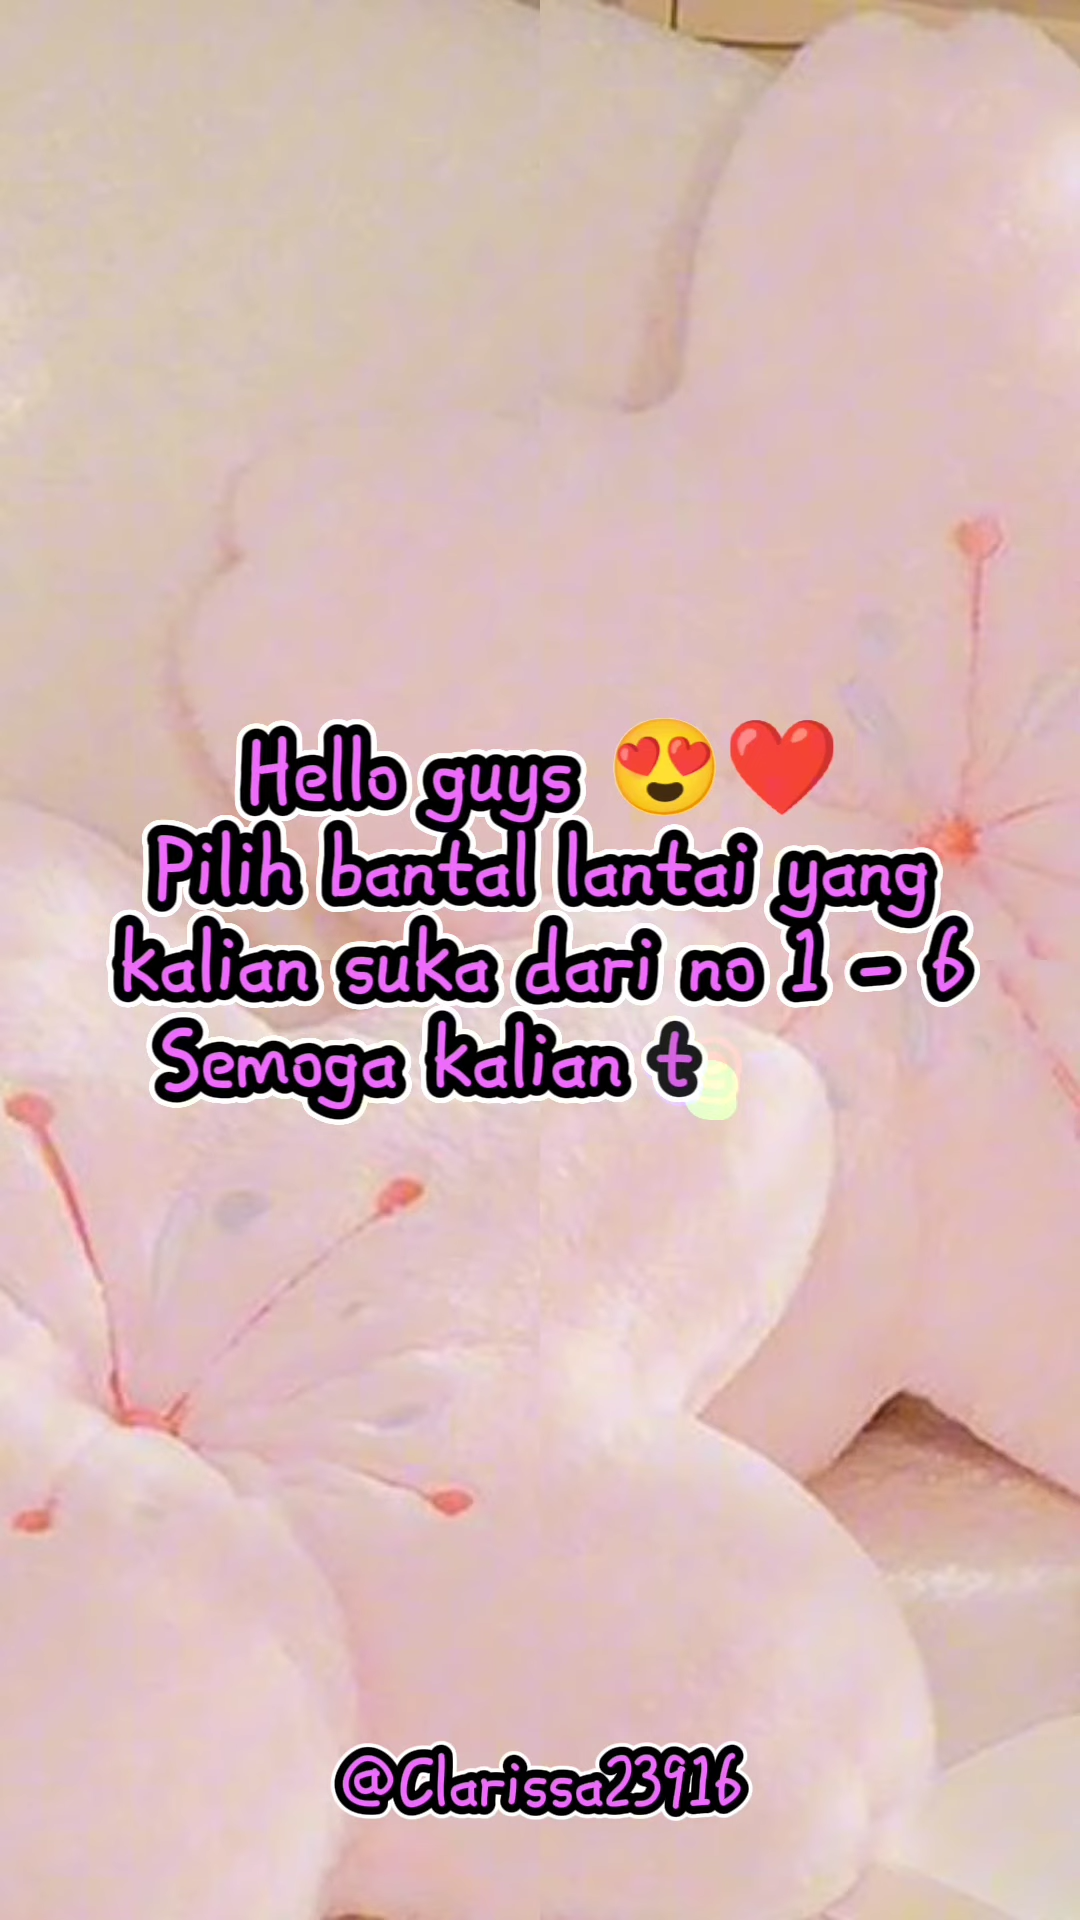 Hello guys 😍❤️
Pilih bantal lantai yang
kalian suka dari no 1 - 6
Semoga kalian t
@Clarissa23916